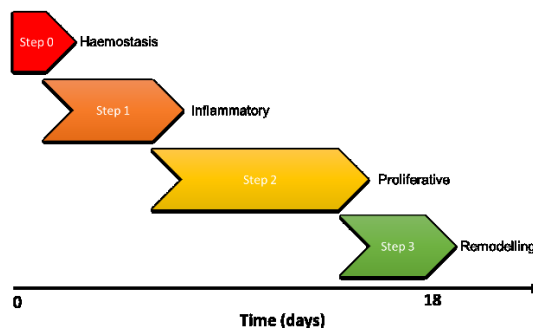 Step 0
Haemostasis
Step 1
Inflammatory
Step 2
Proliferative
Step 3
Remodelling
0
18
Time (days)